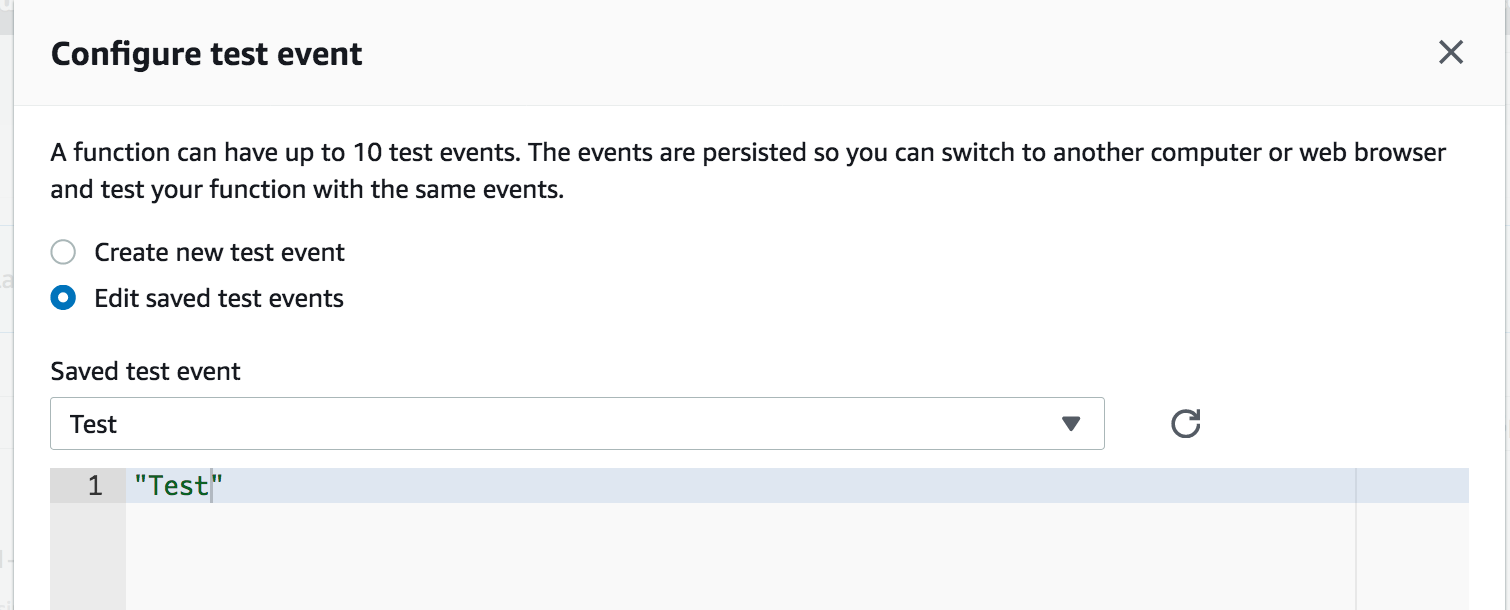 Configure test event
A function can have up to 10 test events. The events are persisted so you can switch to another computer or web browser
and test your function with the same events.
Create new test event
Edit saved test events
Saved test event
Test
1 "Test"